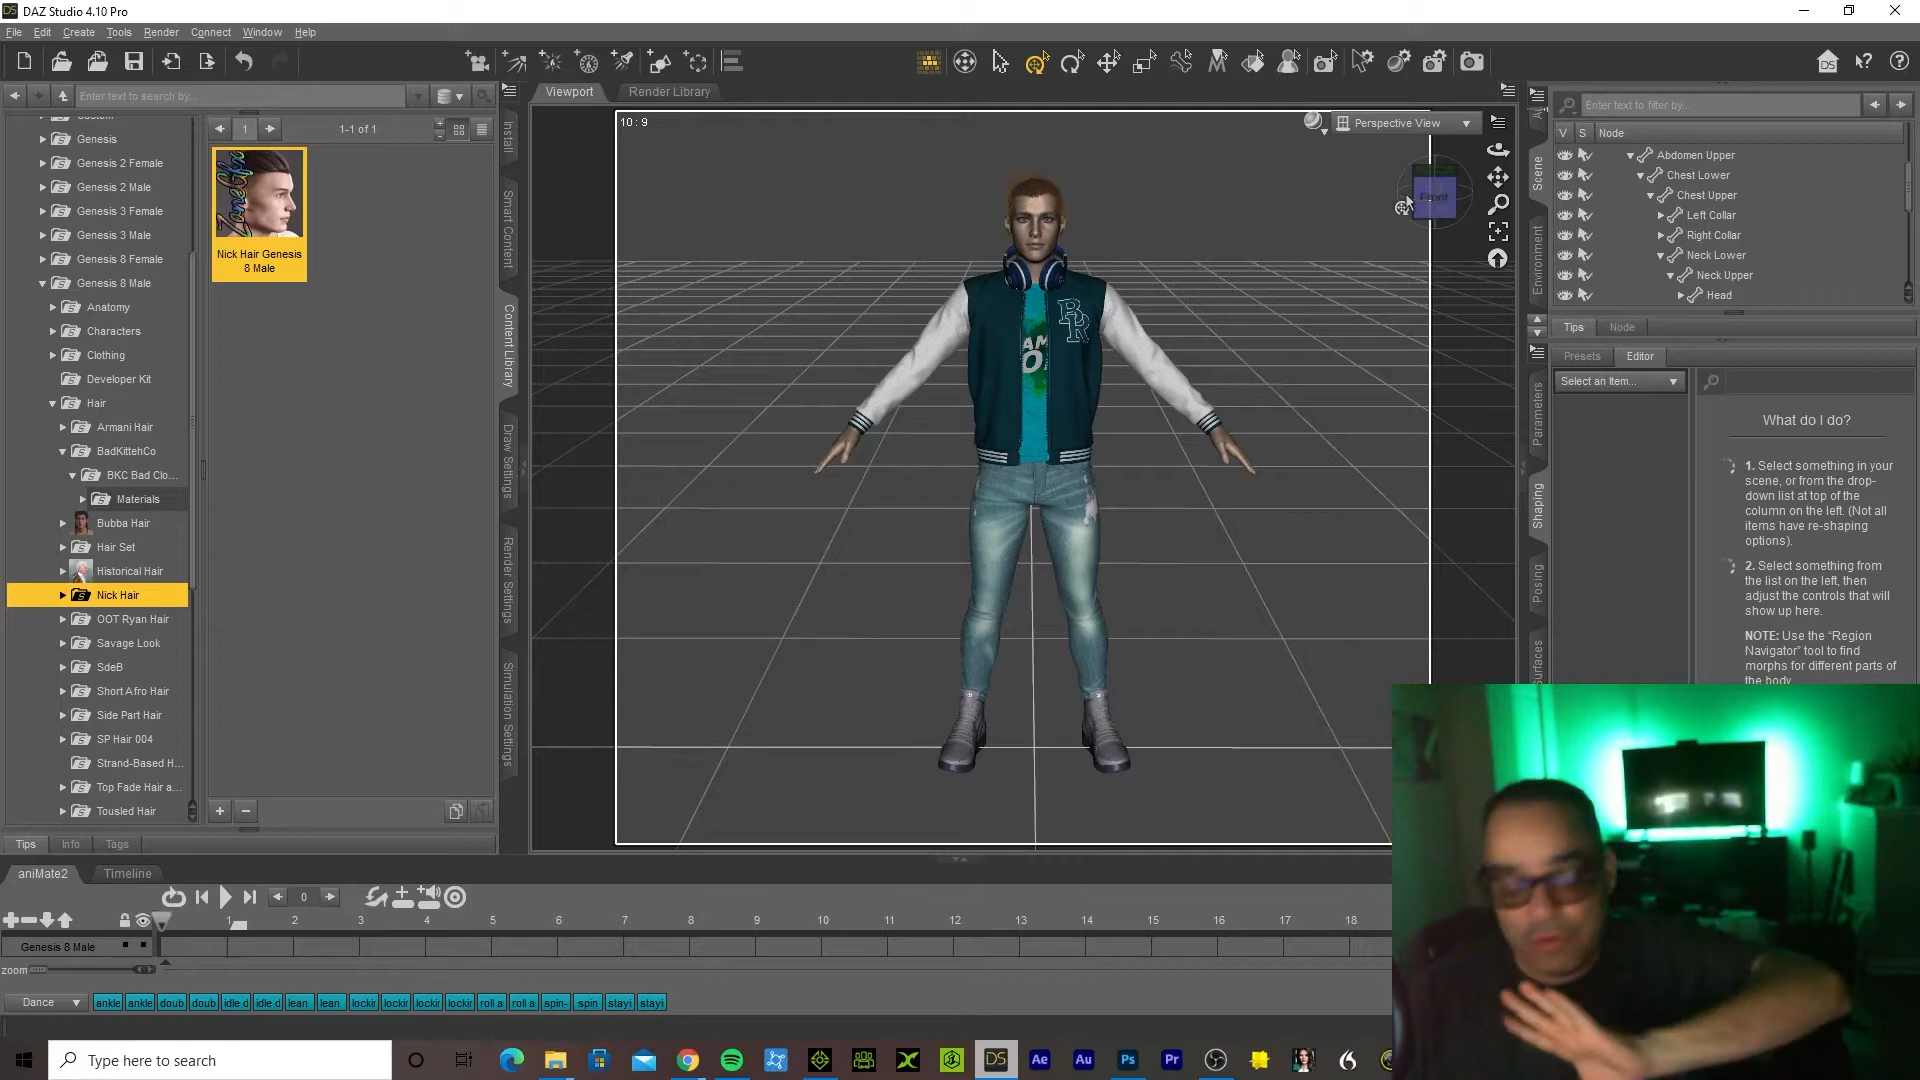 DAZ Studio 4.10 Pro
File Edit Create Tools Render Connect Window Help
Enter text to search by...
Genesis
Genesis 2 Female
Genesis 2 Male
Genesis 3 Female
Genesis 3 Male
Genesis 8 Female
Genesis 8 Male
Anatomy
Characters
Clothing
Developer Kit
Hair
Armani Hair
BadKittehCo
BKC Bad Clo...
Materials
Bubba Hair
Hair Set
Historical Hair
Nick Hair
OOT Ryan Hair
Savage Look
SdeB
Short Afro Hair
Side Part Hair
SP Hair 004
Strand-Based H...
Top Fade Hair a...
Tousled Hair
Tips Info Tags
1 1-1 of 1
Nick Hair Genesis
8 Male
Install
Smart Content
Content Library
Draw Settings
Render Settings
Simulation Settings
Viewport Render Library
10 : 9
Perspective View
Front
BR
Scene
Environment
Parameters
Shaping
Posing
Surfaces
Enter text to filter by...
V S Node
Abdomen Upper
Chest Lower
Chest Upper
Left Collar
Right Collar
Neck Lower
Neck Upper
Head
Tips Node
Presets Editor
Select an Item...
What do I do?
1. Select something in your
scene, or from the drop-
down list at top of the
column on the left. (Not all
items have re-shaping
options).
2. Select something from
the list on the left, then
adjust the controls that will
show up here.
NOTE: Use the “Region
Navigator” tool to find
morphs for different parts of
the body.
aniMate2 Timeline
0
1 2 3 4 5 6 7 8 9 10 11 12 13 14 15 16 17 18
Genesis 8 Male
zoom
Dance ankle ankle doub doub idle d idle d lean lean lockir lockir lockir lockir roll a roll a spin- spin stayi stayi
Type here to search
DS Ae Au Ps Pr